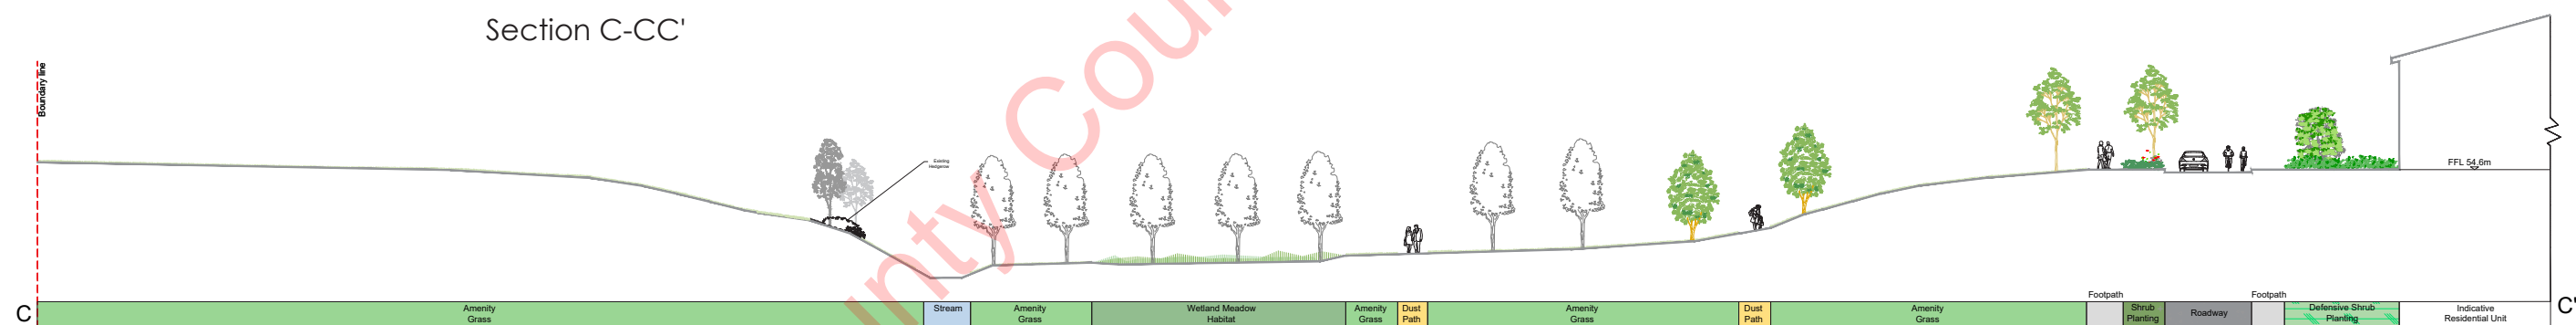 Section C-CC'
Boundary line
Existing
Hedgerow
FFL 54.6m
nty Cou
C
Amenity
Grass
Stream
Amenity
Grass
Wetland Meadow
Habitat
Amenity
Grass
Dust
Path
Amenity
Grass
Dust
Path
Amenity
Grass
Footpath
Shrub
Planting
Roadway
Footpath
Defensive Shrub
Planting
Indicative
Residential Unit
C'